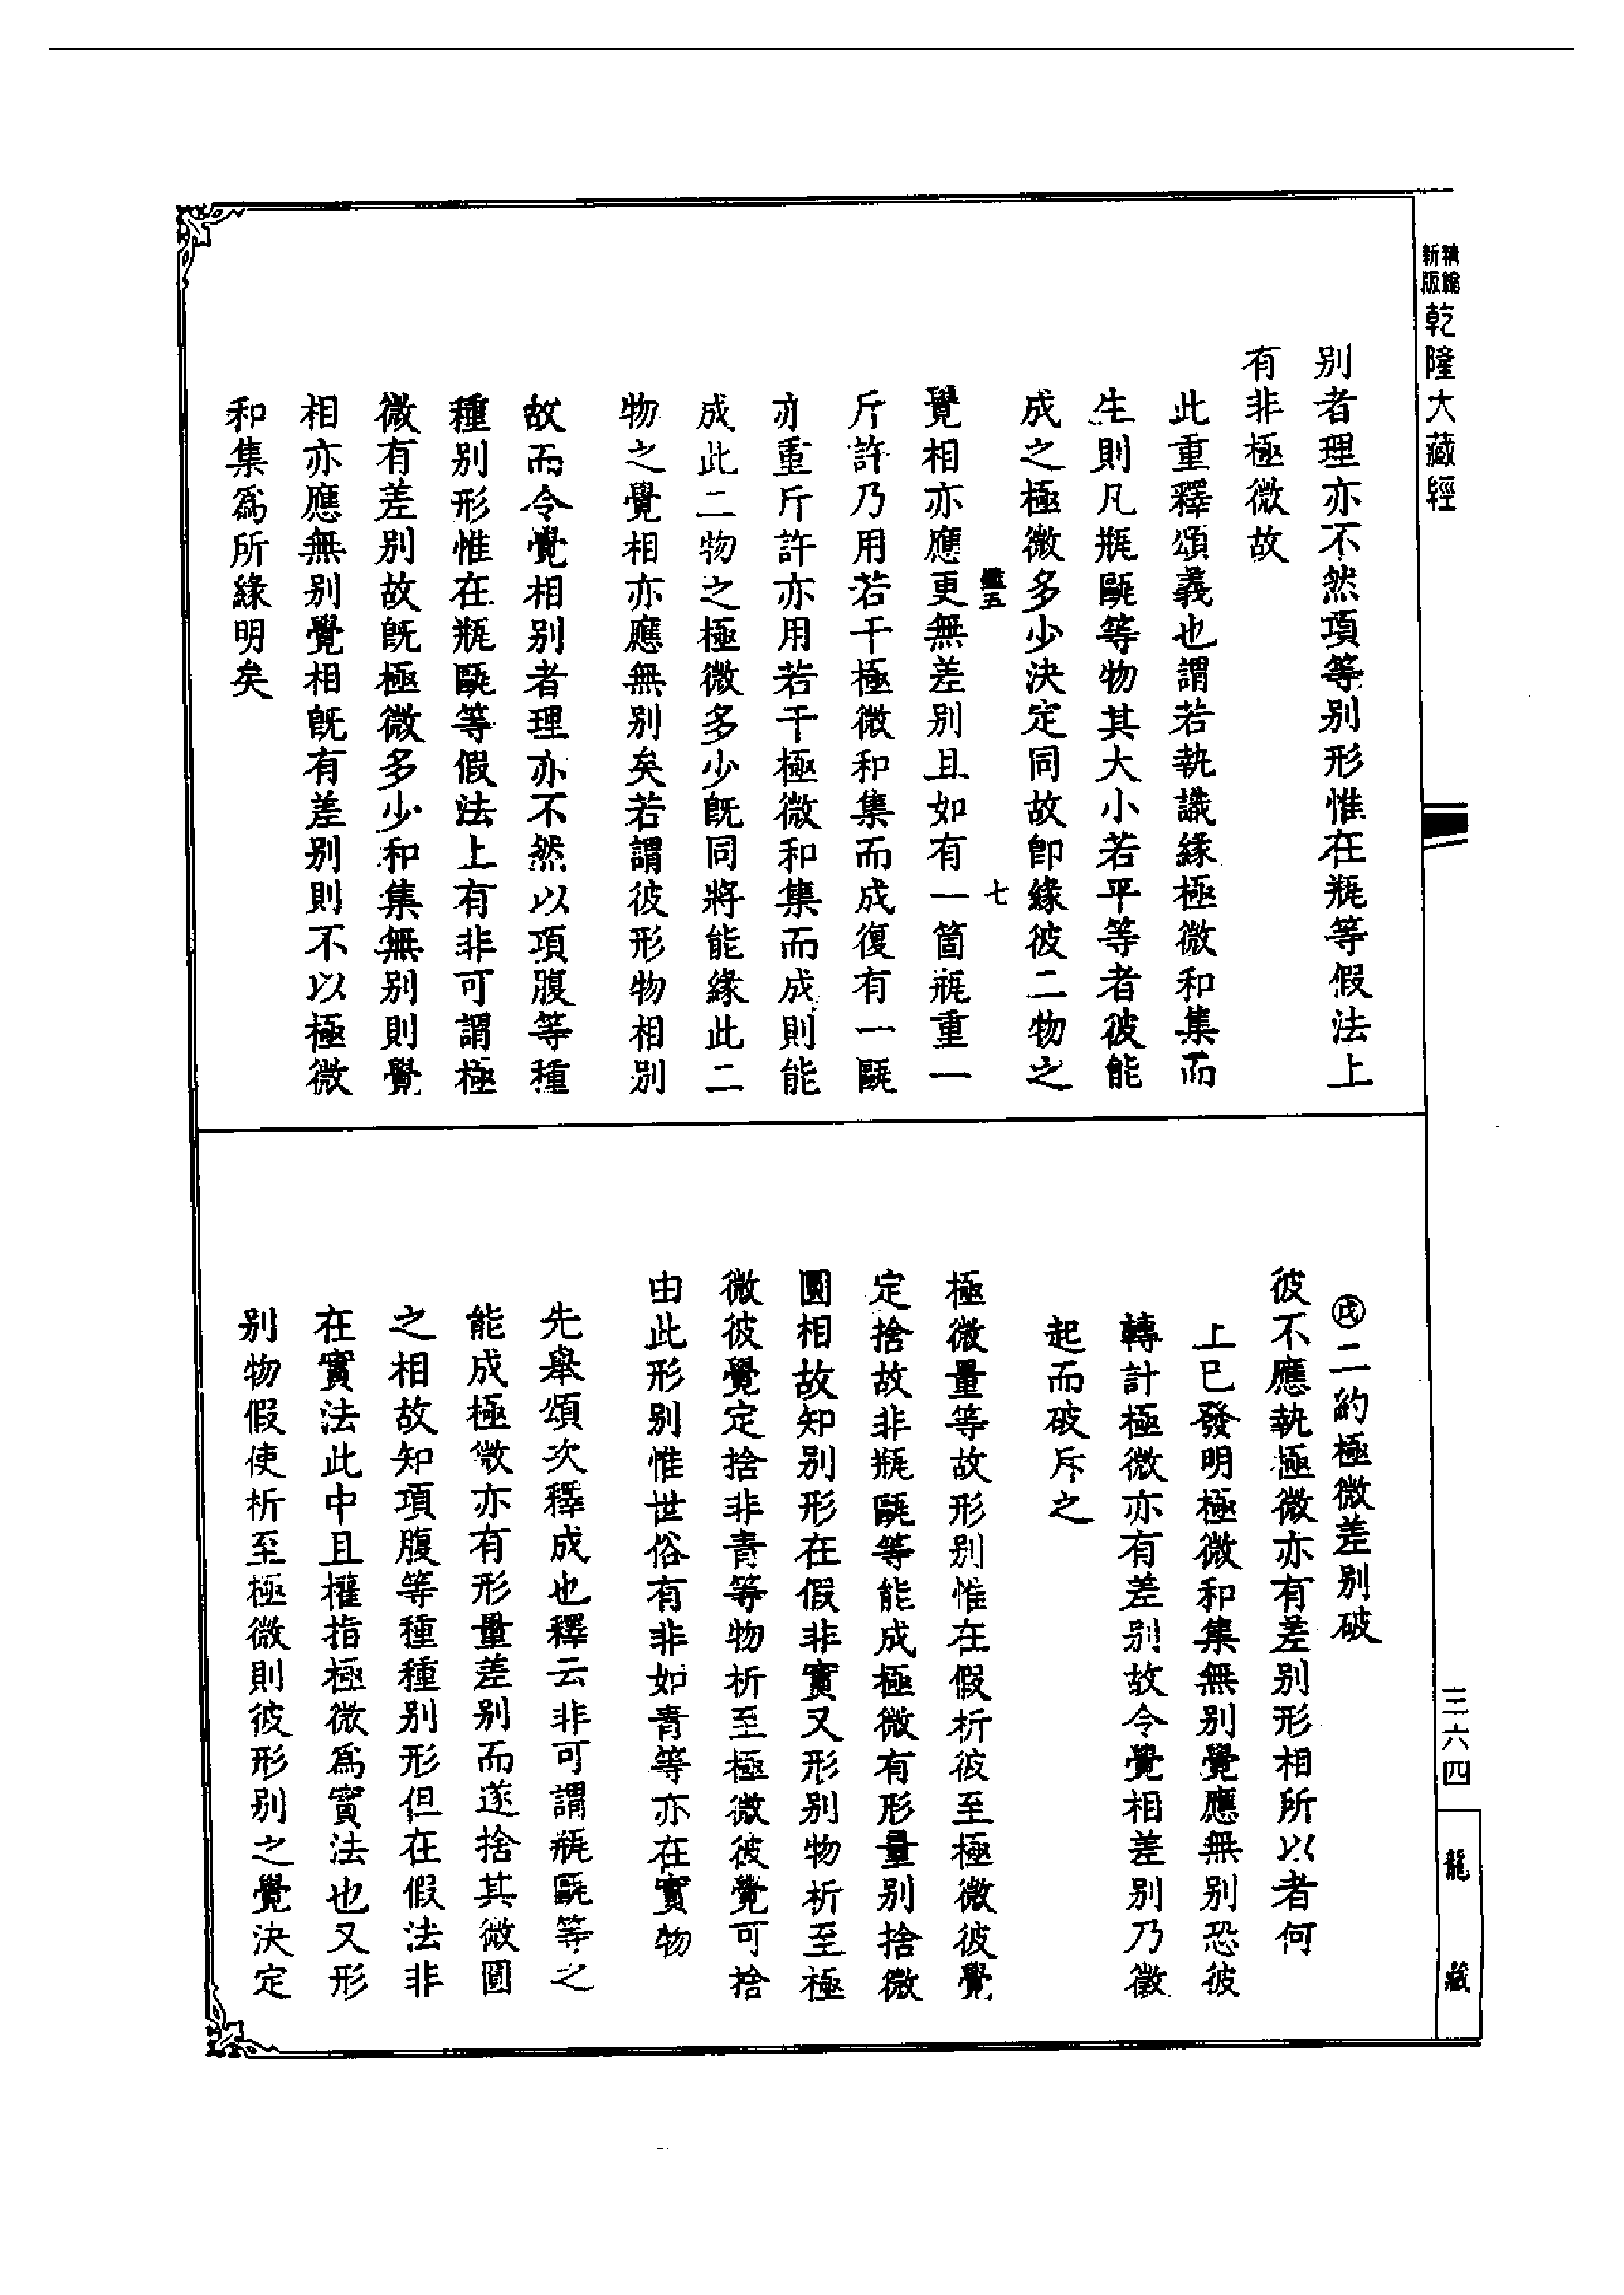 精縮
新版
乾隆大藏經
別者理亦不然項等別形惟在瓶等假法上
有非極微故
此重釋頌義也謂若執識緣極微和集而
生則凡瓶甌等物其大小若平等者彼能
成之極微多少決定同故卽緣彼二物之
七
覺相亦應更無差別且如有一箇瓶重一
斤許乃用若干極微和集而成復有一甌
亦重斤許亦用若干極微和集而成則能
成此二物之極微多少旣同將能緣此二
物之覺相亦應無別矣若謂彼形物相別
故而令覺相別者理亦不然以項腹等種
種別形惟在瓶甌等假法上有非可謂極
微有差別故旣極微多少和集無別則覺
相亦應無別覺相旣有差別則不以極微
和集爲所緣明矣
三六四
龍藏
㊛二約極微差別破
彼不應執極微亦有差別形相所以者何
上已發明極微和集無別覺應無別恐彼
轉計極微亦有差別故令覺相差別乃徵
起而破斥之
極微量等故形別惟在假析彼至極微彼覺
定捨故非瓶甌等能成極微有形量別捨微
圓相故知別形在假非實又形別物析至極
微彼覺定捨非青等物析至極微彼覺可捨
由此形別惟世俗有非如青等亦在實物
先舉頌次釋成也釋云非可謂瓶甌等之
能成極微亦有形量差別而遂捨其微圓
之相故知項腹等種種別形但在假法非
在實法此中且權指極微爲實法也又形
別物假使析至極微則彼形別之覺決定